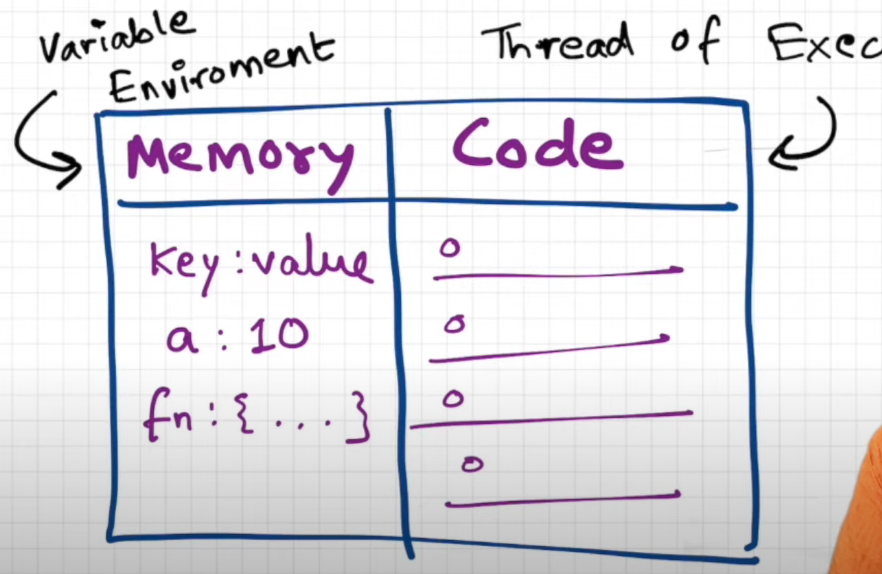 Variable
Enviroment
Thread of Exec
Memory
Code
key : value
a : 10
fn : { ... }